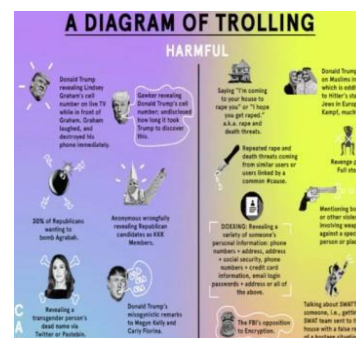 A DIAGRAM OF TROLLING
HARMFUL
Donald Trump
revealing Lindsey
Graham's cell
number on live TV
while in front of
Graham. Graham
laughed, and
destroyed his
phone immediately.
Gawker revealing
Donald Trump's cell
number; undisclosed
how long it took
Trump to discover
this.
30% of Republicans
wanting to
bomb Agrabah.
Anonymous wrongfully
revealing Republican
candidates as KKK
Members.
Revealing a
transgender person's
dead name via
Twitter or Pastebin.
Donald Trump's
misogynistic remarks
to Megyn Kelly and
Carly Fiorina.
C
A
Saying "I'm coming
to your house to
rape you" or "I hope
you get raped."
a.k.a. rape and
death threats.
Repeated rape and
death threats coming
from similar users or
users linked by a
common #cause.
DOXXING: Revealing a
variety of someone's
personal information: phone
numbers + address, address
+ social security, phone
numbers + credit card
information, email login
passwords + address or all of
the above.
The FBI's opposition
to Encryption.
Donald Trump
on Muslims in
which is odd
to Hitler's sta
Jews in Euro
Kampf, much
Revenge p
Full sto
Mentioning bo
or other violen
involving weap
against a spec
person or plac
Talking about SWATT
someone, i.e., gettin
SWAT team sent to t
house with a false re